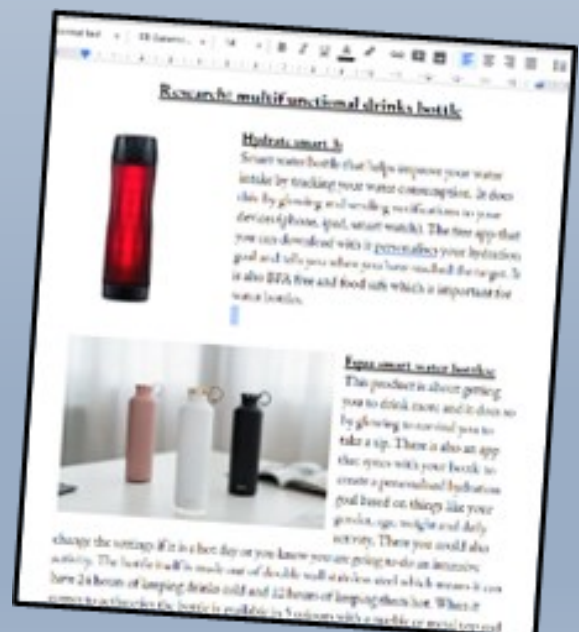 Research: multifunctional drinks bottle
Hydrate smart 3:
Smart water bottle that helps improve your water
intake by tracking your water consumption. It does
this by glowing and sending notifications to your
devices(phone, ipad, smart watch). The free app that
you can download with it personalises your hydration
goal and tells you when you have reached the target. It
is also BPA free and food safe which is important for
water bottles.
smart water bottle:
This product is about getting
you to drink more and it does so
by glowing to remind you to
take a sip. There is also an app
that syncs with your bottle to
create a personalised hydration
goal based on things like your
gender, age, weight and daily
activity. There you could also
change the settings if it is a hot day or you know you are going to do an intensive
activity. The bottle itself is made out of double wall stainless steel which means it can
have 24 hours of keeping drinks cold and 12 hours of keeping them hot. When it
comes to the bottle is available in 5 colours with a marble or metal top and